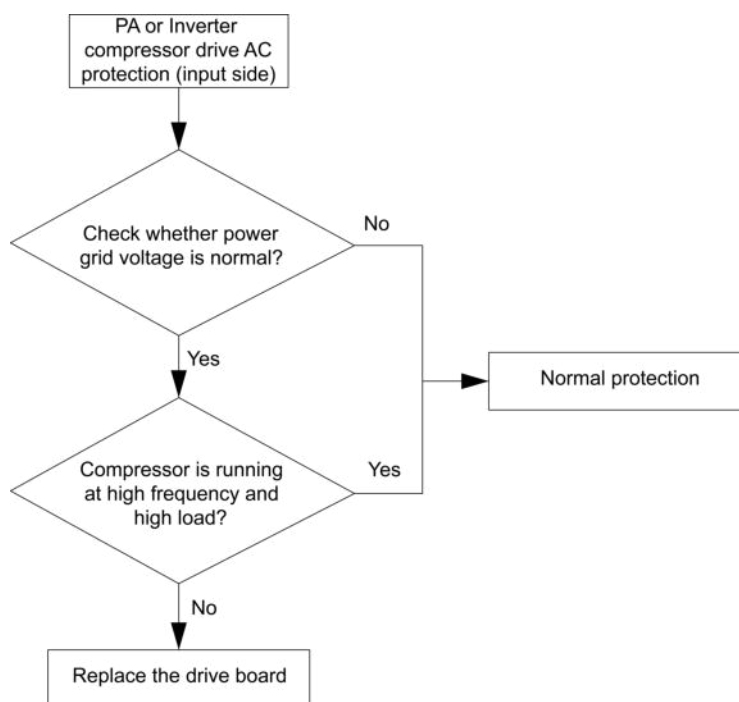 PA or Inverter
compressor drive AC
protection (input side)
Check whether power
grid voltage is normal?
No
Yes
Normal protection
Compressor is running
at high frequency and
high load?
Yes
No
Replace the drive board